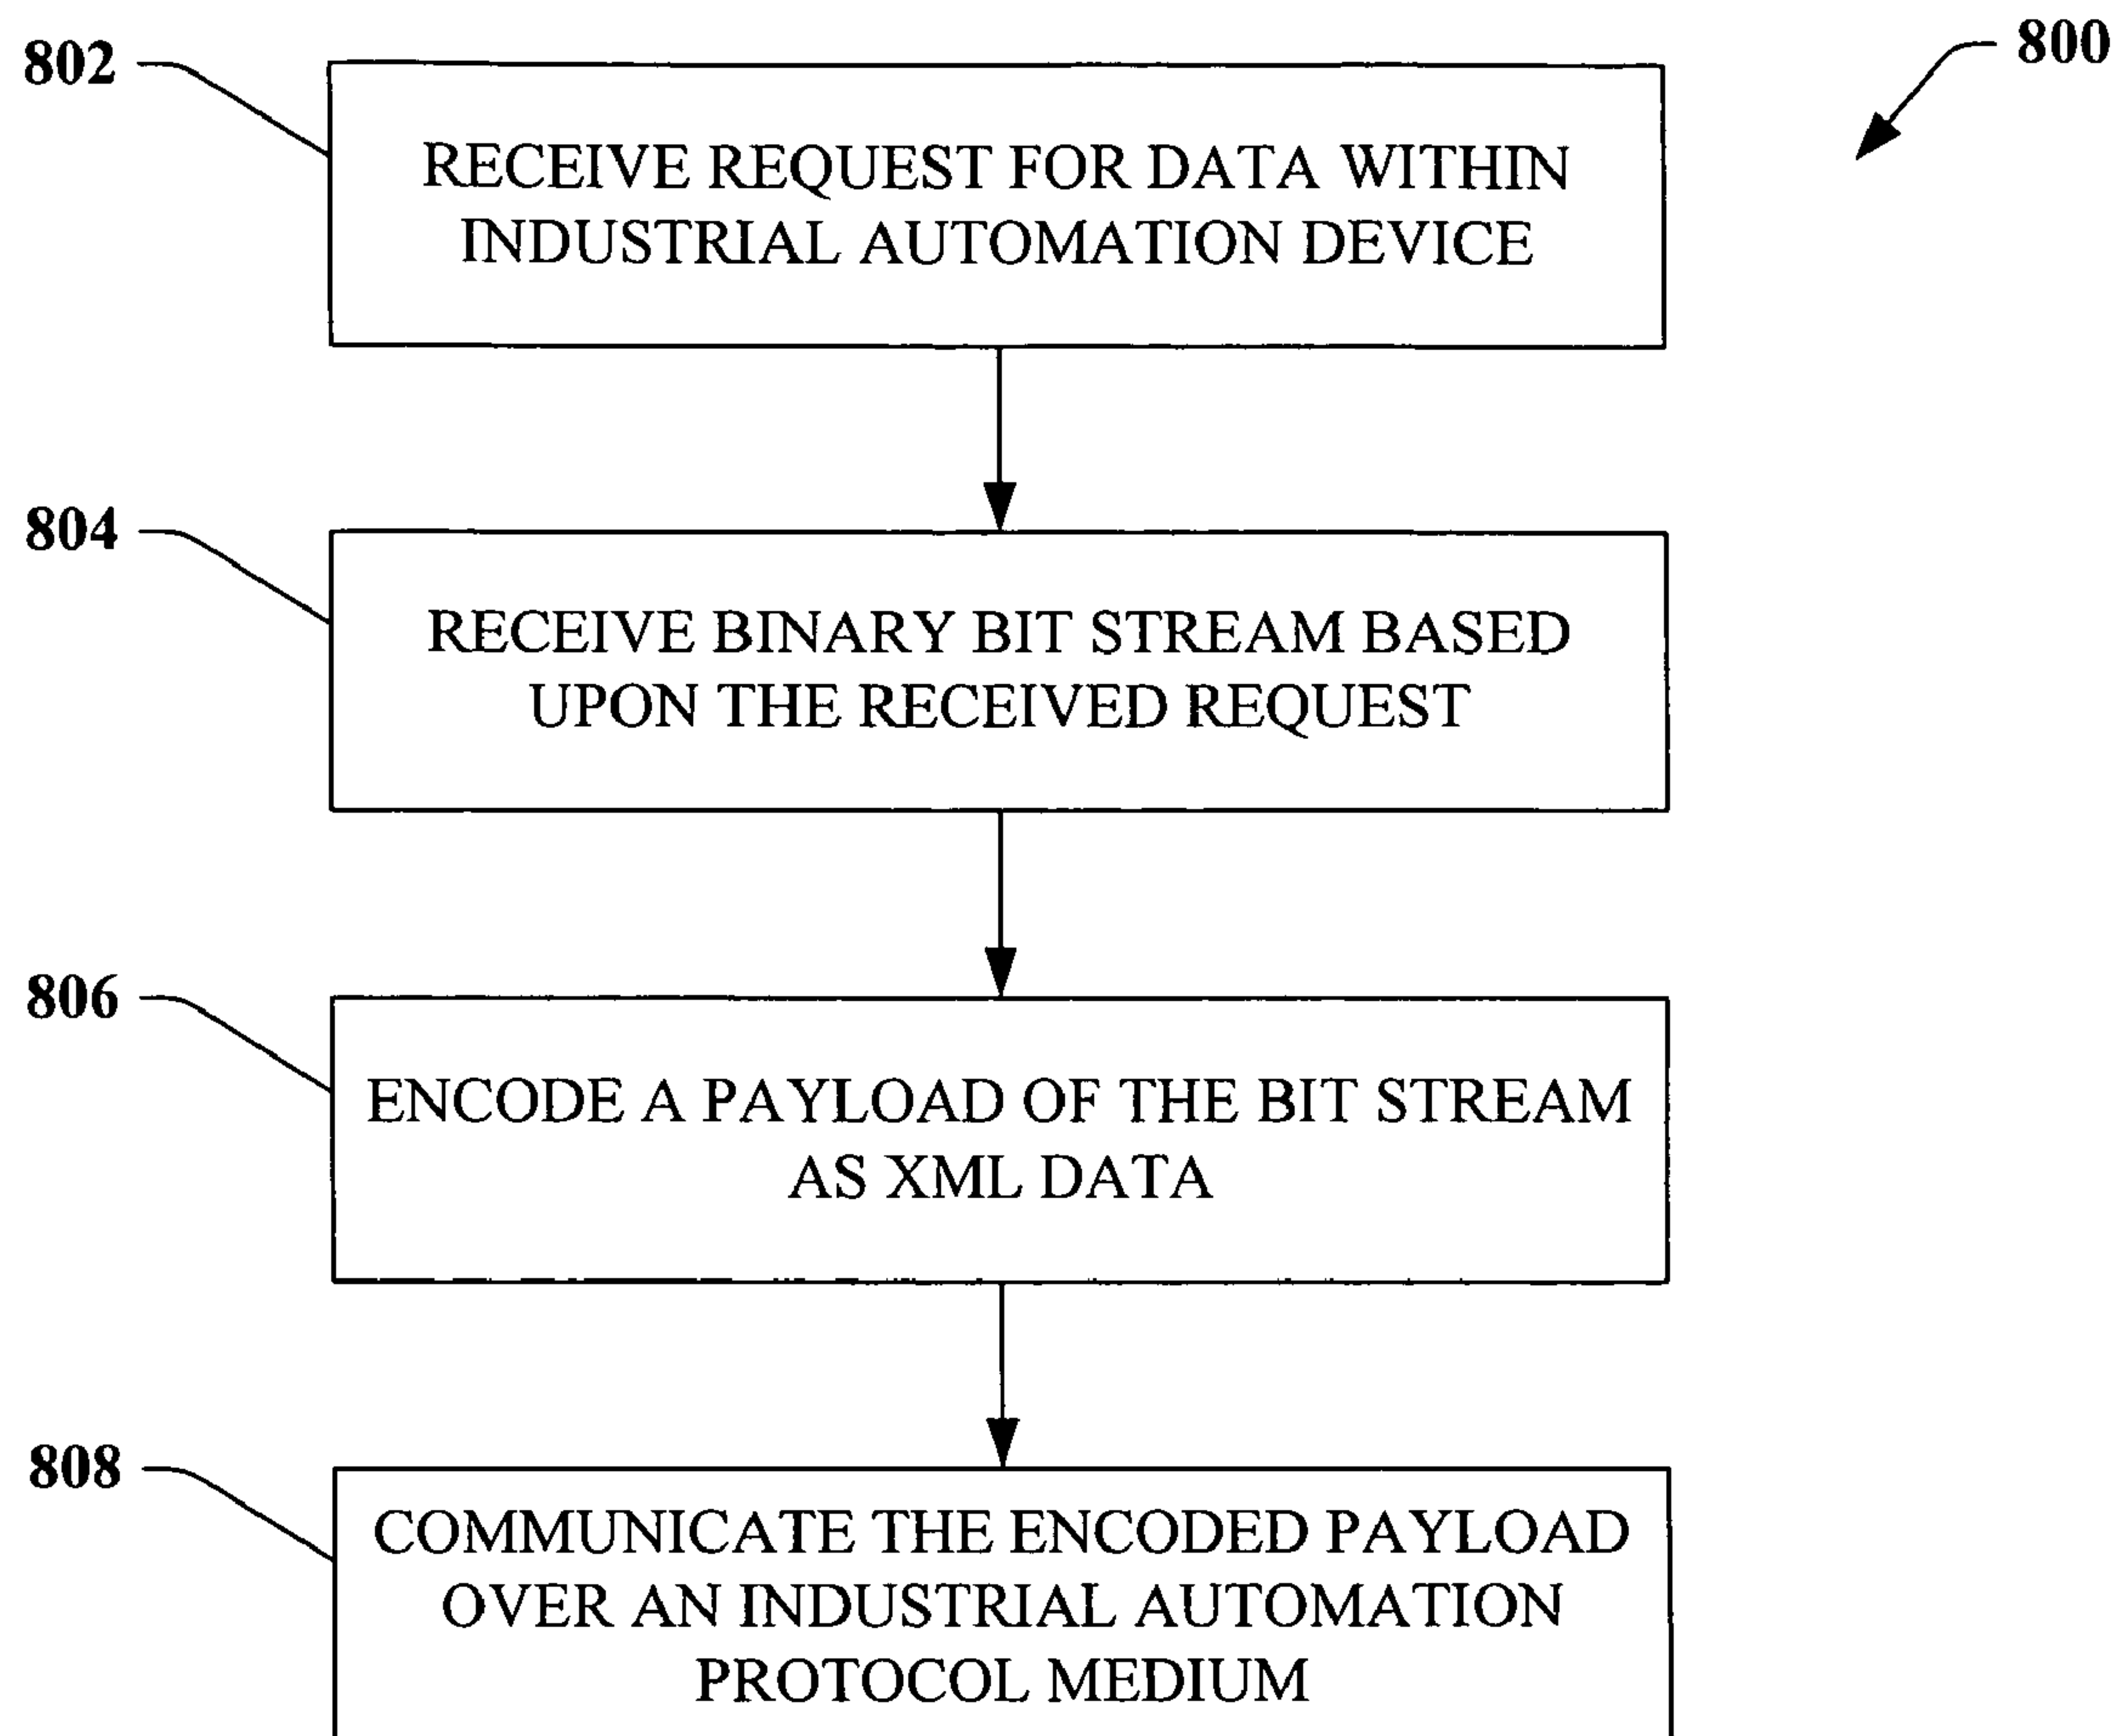 800
802
RECEIVE REQUEST FOR DATA WITHIN
INDUSTRIAL AUTOMATION DEVICE
804
RECEIVE BINARY BIT STREAM BASED
UPON THE RECEIVED REQUEST
806
ENCODE A PAYLOAD OF THE BIT STREAM
AS XML DATA
808
COMMUNICATE THE ENCODED PAYLOAD
OVER AN INDUSTRIAL AUTOMATION
PROTOCOL MEDIUM